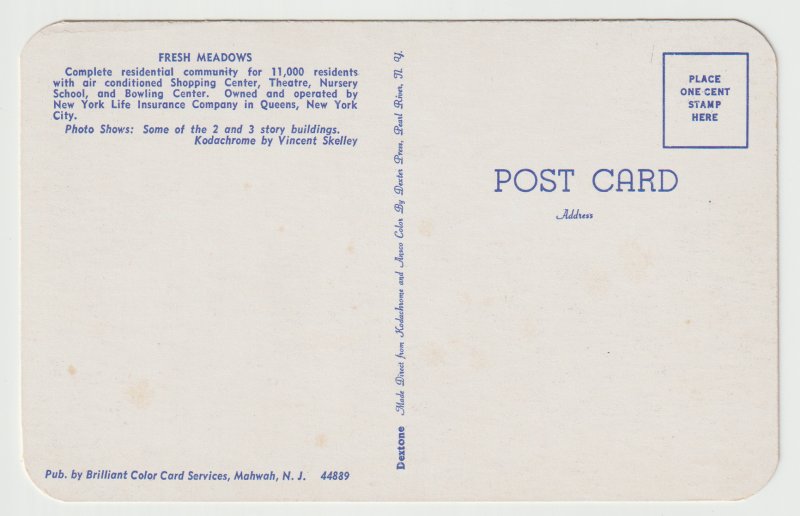 FRESH MEADOWS
Complete residential community for 11,000 residents
with air conditioned Shopping Center, Theatre, Nursery
School, and Bowling Center. Owned and operated by
New York Life Insurance Company in Queens, New York
City.
Photo Shows: Some of the 2 and 3 story buildings.
Kodachrome by Vincent Skelley
Pub. by Brilliant Color Card Services, Mahwah, N. J. 44889
Dextone Made Direct from Kodachrome and Ansco Color By Dexter Press, Pearl River, N. Y.
PLACE
ONE CENT
STAMP
HERE
POST CARD
Address